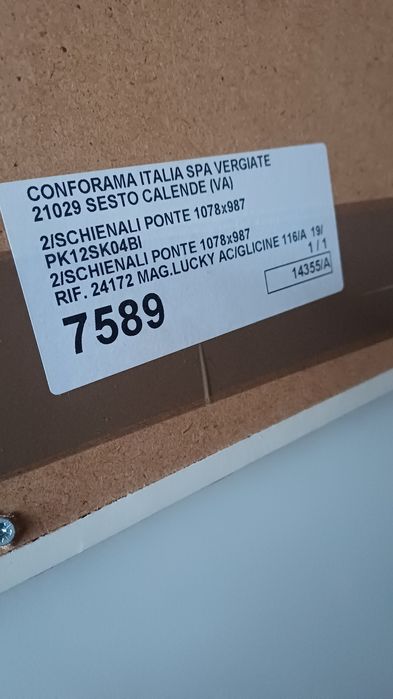 CONFORAMA ITALIA SPA VERGIATE
21029 SESTO CALENDE (VA)
2/SCHIENALI PONTE 1078x987
PK12SK04BI
2/SCHIENALI PONTE 1078x987
RIF. 24172 MAG.LUCKY AC/GLICINE 116/A 19/
1 / 1
7589
14355/A